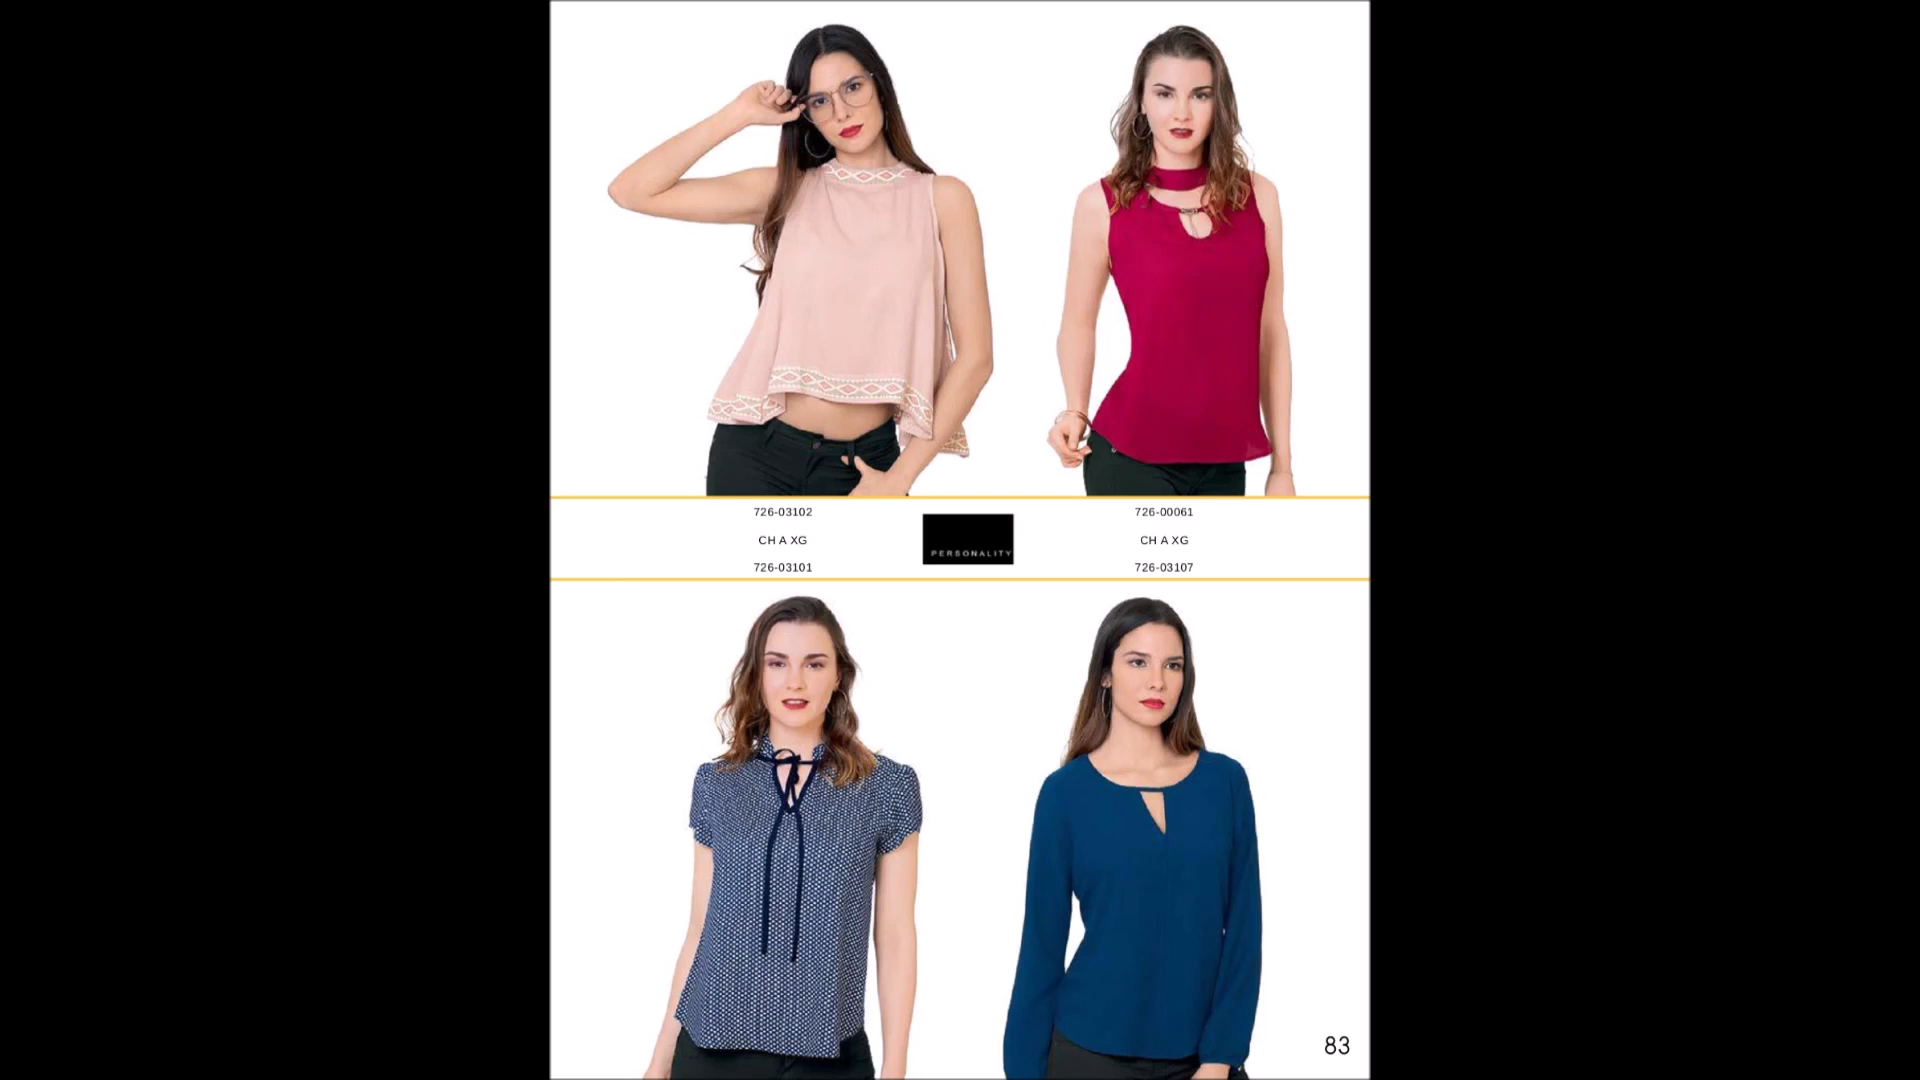 726-03102
CH A XG
726-03101
PERSONALITY
726-00061
CH A XG
726-03107
83